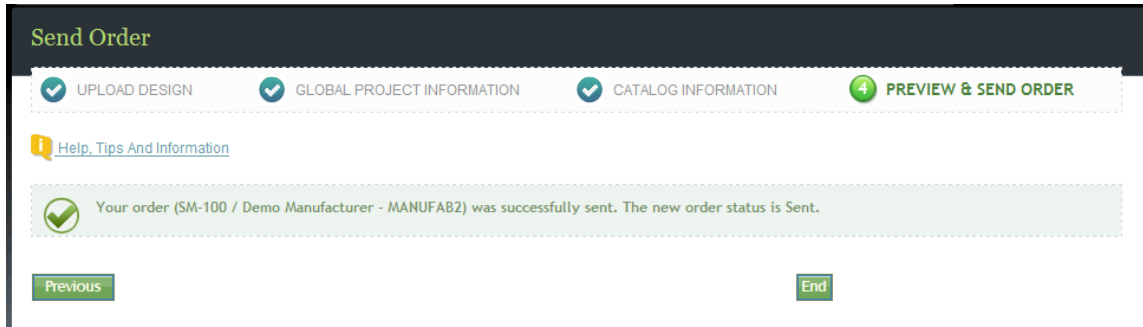 Send Order
UPLOAD DESIGN GLOBAL PROJECT INFORMATION CATALOG INFORMATION 4 PREVIEW & SEND ORDER
i Help, Tips And Information
Your order (SM-100 / Demo Manufacturer - MANUFAB2) was successfully sent. The new order status is Sent.
Previous End